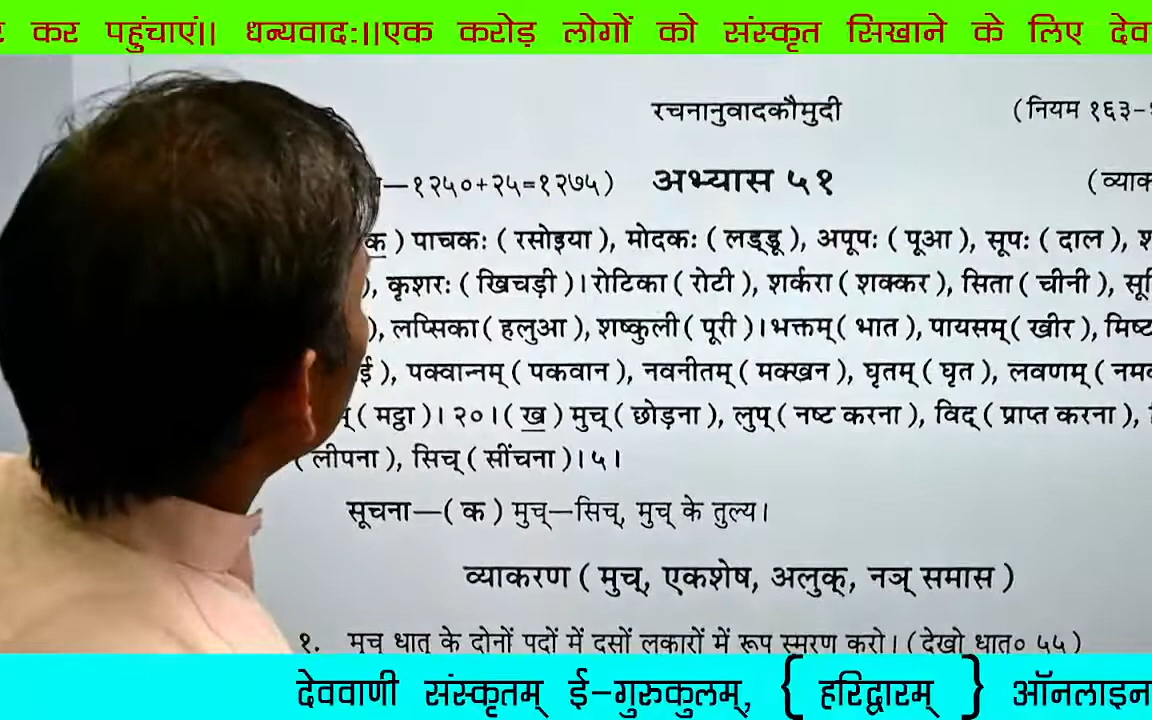 कर पहुंचाएं|| धन्यवादः||एक करोड़ लोगों को संस्कृत सिखाने के लिए देव
रचनानुवादकौमुदी (नियम १६३-
—१२५०+२५=१२७५) अभ्यास ५१ (व्याक
क) पाचकः (रसोइया), मोदकः (लड्डू), अपूपः (पूआ), सूपः (दाल),
), कृशरः (खिचड़ी)। रोटिका (रोटी), शर्करा (शक्कर), सिता (चीनी),
), लप्सिका (हलुआ), शष्कुली (पूरी)। भक्तम् (भात), पायसम् (खीर), मिष्ट
ई), पक्वान्नम् (पकवान), नवनीतम् (मक्खन), घृतम् (घृत), लवणम् (नमक
(मट्ठा)। २०। (ख) मुच् (छोड़ना), लुप् (नष्ट करना), विद् (प्राप्त करना),
(लीपना), सिच् (सींचना)। ५।
सूचना—(क) मुच्—सिच्, मुच् के तुल्य।
व्याकरण (मुच्, एकशेष, अलुक्, नञ् समास)
१. मुच् धातु के दोनों पदों में दसों लकारों में रूप स्मरण करो। (देखो धातु० ५५)
देववाणी संस्कृतम् ई-गुरुकुलम्, { हरिद्वारम् } ऑनलाइन